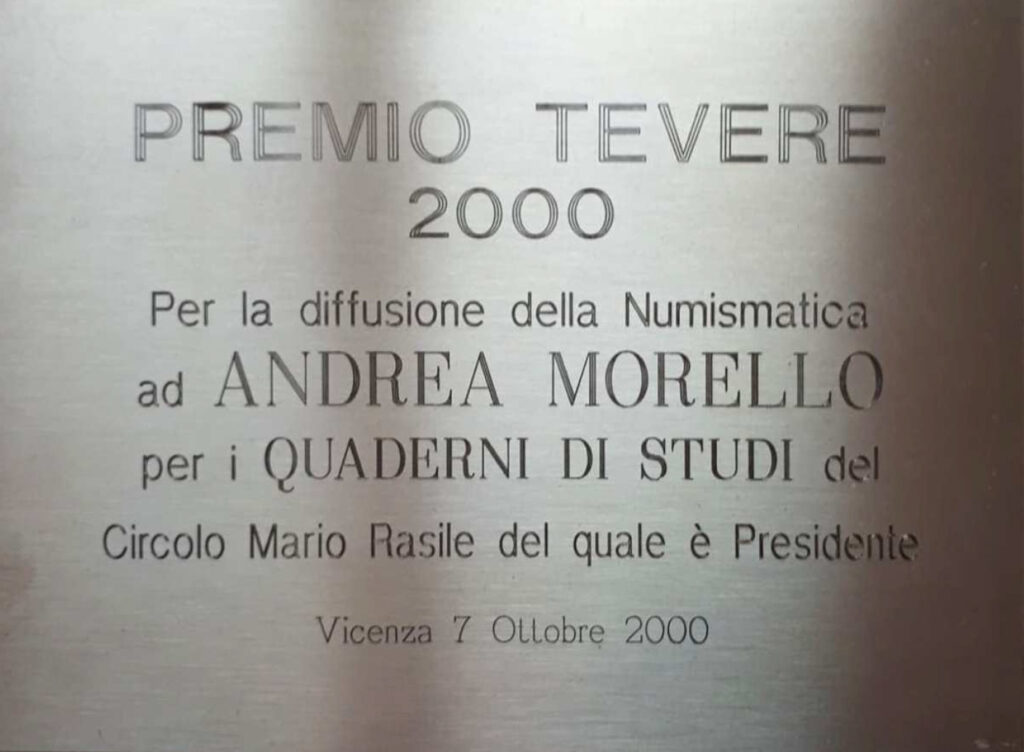 PREMIO TEVERE
2000
Per la diffusione della Numismatica
ad ANDREA MORELLO
per i QUADERNI DI STUDI del
Circolo Mario Rasile del quale è Presidente
Vicenza 7 Ottobre 2000